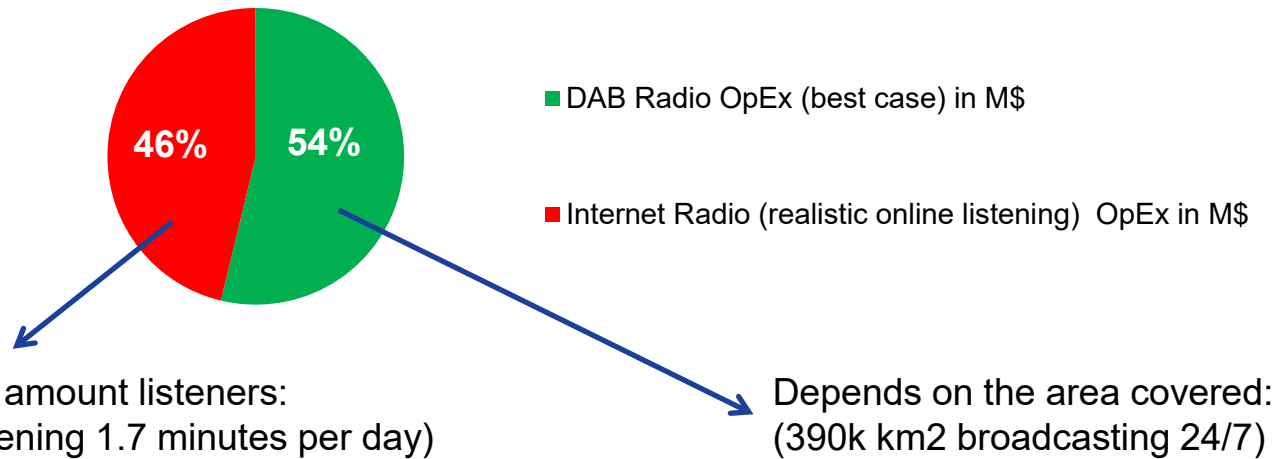 46%
54%
DAB Radio OpEx (best case) in M$
Internet Radio (realistic online listening) OpEx in M$
amount listeners:
ening 1.7 minutes per day)
Depends on the area covered:
(390k km2 broadcasting 24/7)